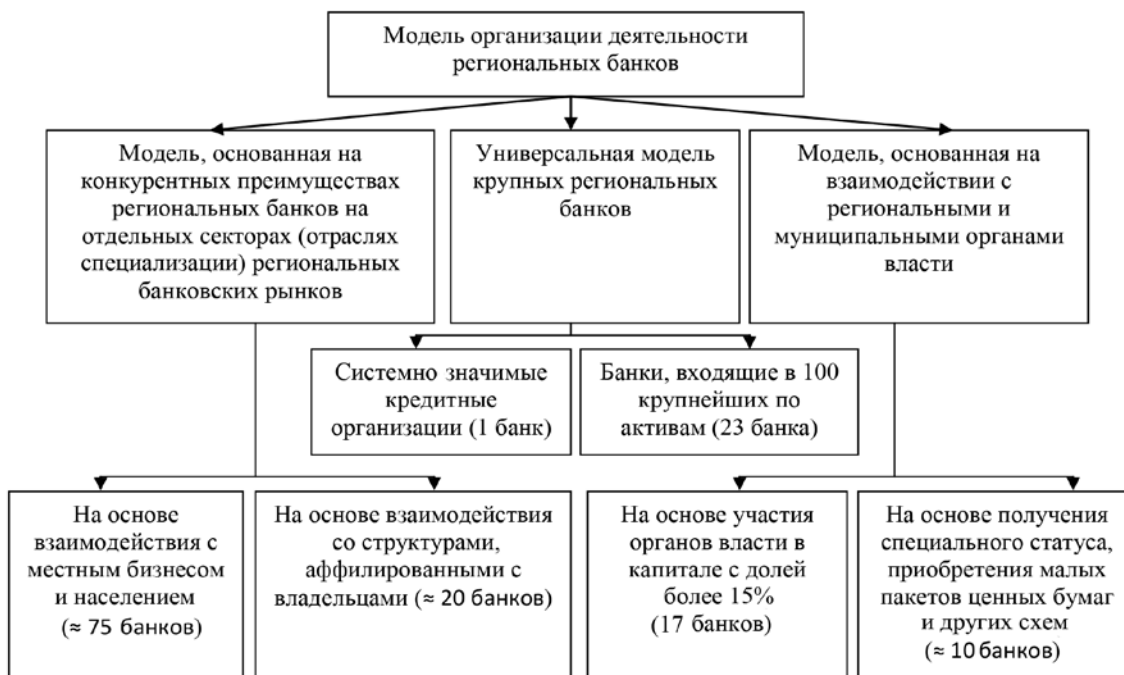 Модель организации деятельности
региональных банков
Модель, основанная на
конкурентных преимуществах
региональных банков на
отдельных секторах (отраслях
специализации) региональных
банковских рынков
Универсальная модель
крупных региональных
банков
Модель, основанная на
взаимодействии с
региональными и
муниципальными органами
власти
Системно значимые
кредитные
организации (1 банк)
Банки, входящие в 100
крупнейших по
активам (23 банка)
На основе
взаимодействия с
местным бизнесом
и населением
(≈ 75 банков)
На основе взаимодействия
со структурами,
аффилированными с
владельцами (≈ 20 банков)
На основе участия
органов власти в
капитале с долей
более 15%
(17 банков)
На основе получения
специального статуса,
приобретения малых
пакетов ценных бумаг
и других схем
(≈ 10 банков)